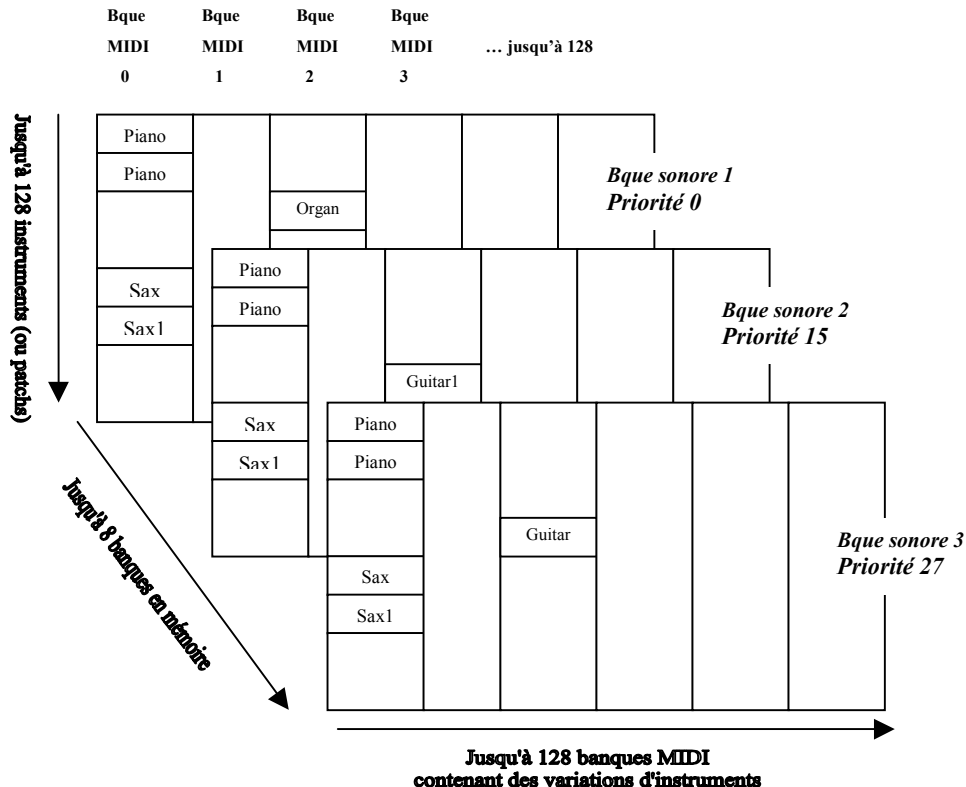 Bque Bque Bque Bque
MIDI MIDI MIDI MIDI … jusqu’à 128
0 1 2 3
Jusqu'à 128 instruments (ou patchs)
Piano
Piano
Organ
Sax
Sax1
Bque sonore 1
Priorité 0
Piano
Piano
Guitar1
Sax
Sax1
Bque sonore 2
Priorité 15
Piano
Piano
Guitar
Sax
Sax1
Bque sonore 3
Priorité 27
Jusqu'à 8 banques en mémoire
Jusqu'à 128 banques MIDI
contenant des variations d'instruments